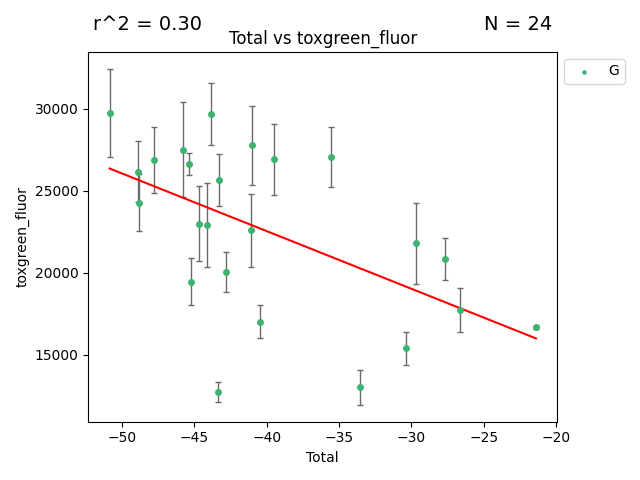 r^2 = 0.30
N = 24
Total vs toxgreen_fluor
G
30000
25000
20000
15000
toxgreen_fluor
−50
−45
−40
−35
−30
−25
−20
Total